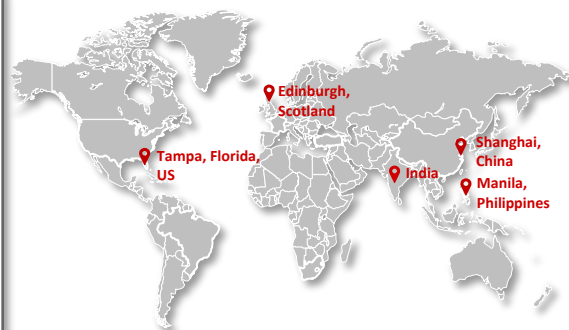 Edinburgh,
Scotland
Tampa, Florida,
US
Shanghai,
China
India
Manila,
Philippines